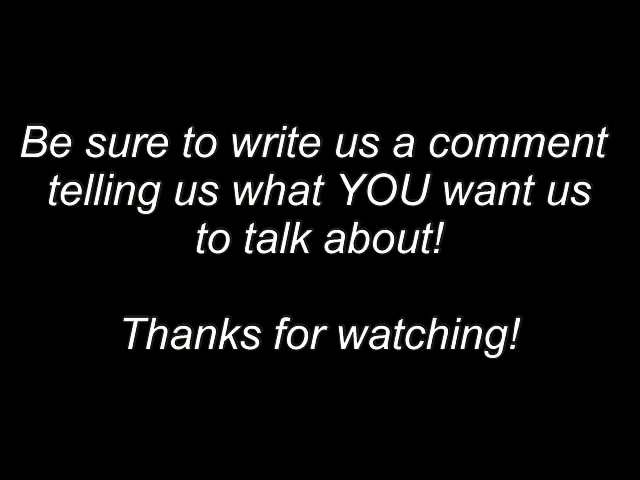 Be sure to write us a comment
telling us what YOU want us
to talk about!
Thanks for watching!